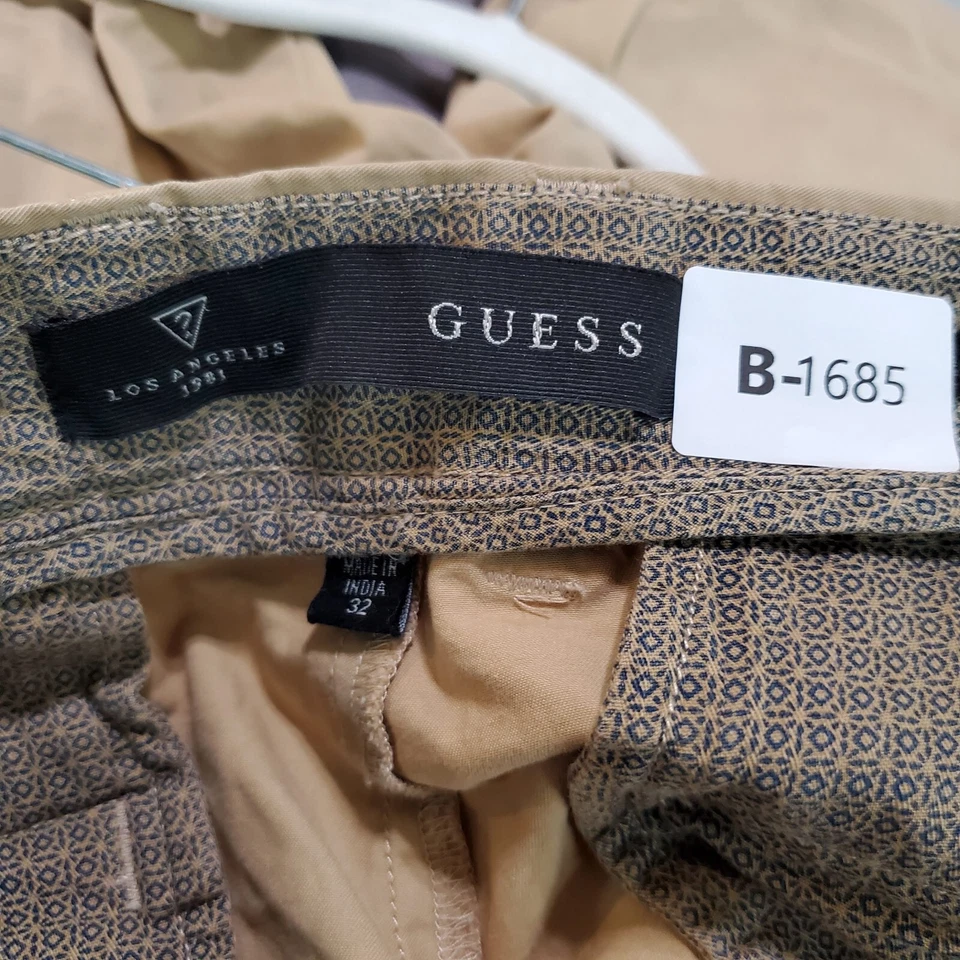 ?
LOS ANGELES
1981
GUESS
B-1685
MADE IN
INDIA
32